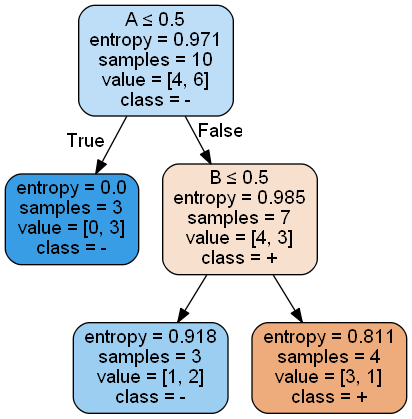 A ≤ 0.5
entropy = 0.971
samples = 10
value = [4, 6]
class = -
True
False
entropy = 0.0
samples = 3
value = [0, 3]
class = -
B ≤ 0.5
entropy = 0.985
samples = 7
value = [4, 3]
class = +
entropy = 0.918
samples = 3
value = [1, 2]
class = -
entropy = 0.811
samples = 4
value = [3, 1]
class = +